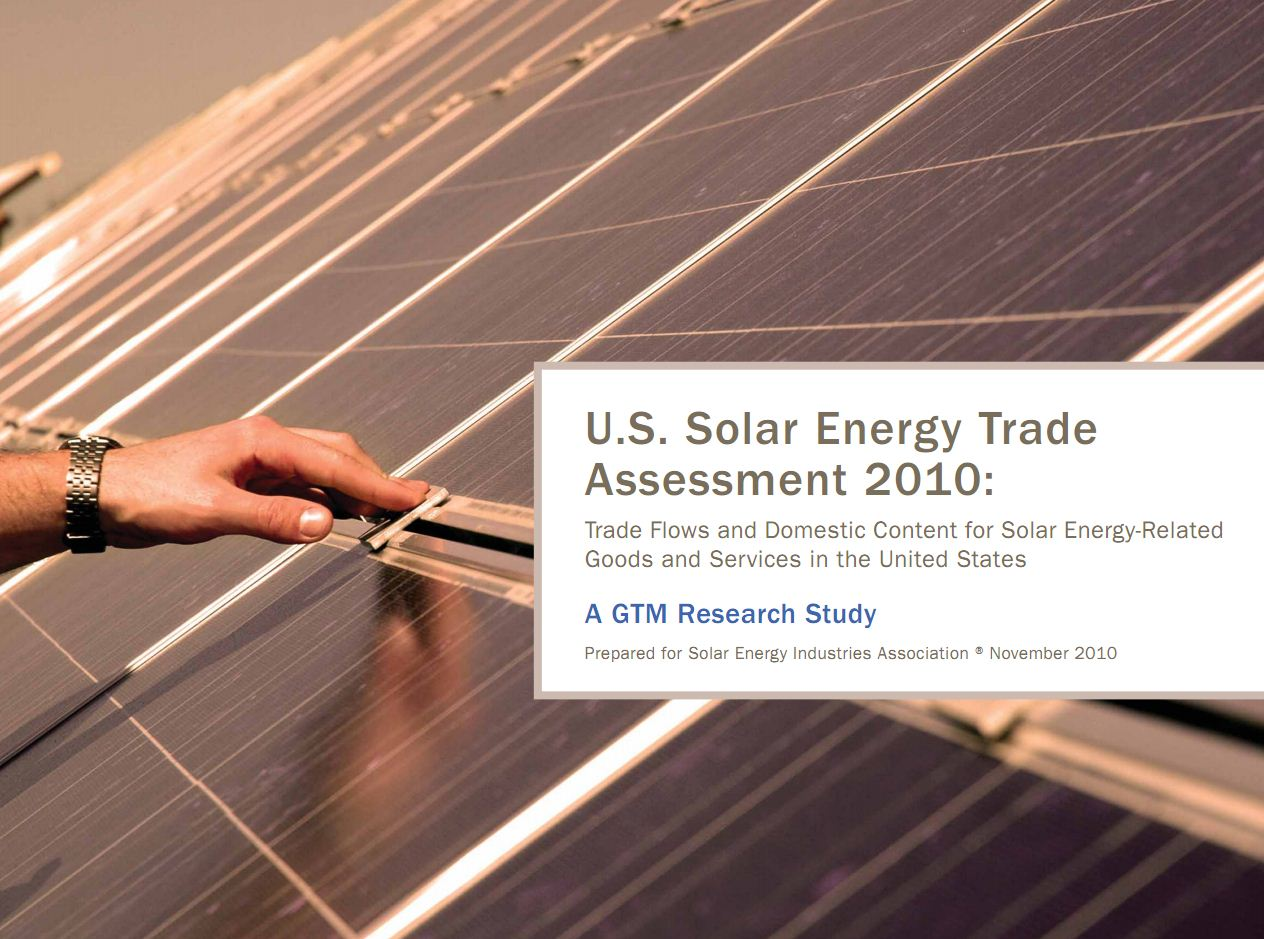 U.S. Solar Energy Trade
Assessment 2010:
Trade Flows and Domestic Content for Solar Energy-Related
Goods and Services in the United States
A GTM Research Study
Prepared for Solar Energy Industries Association ® November 2010